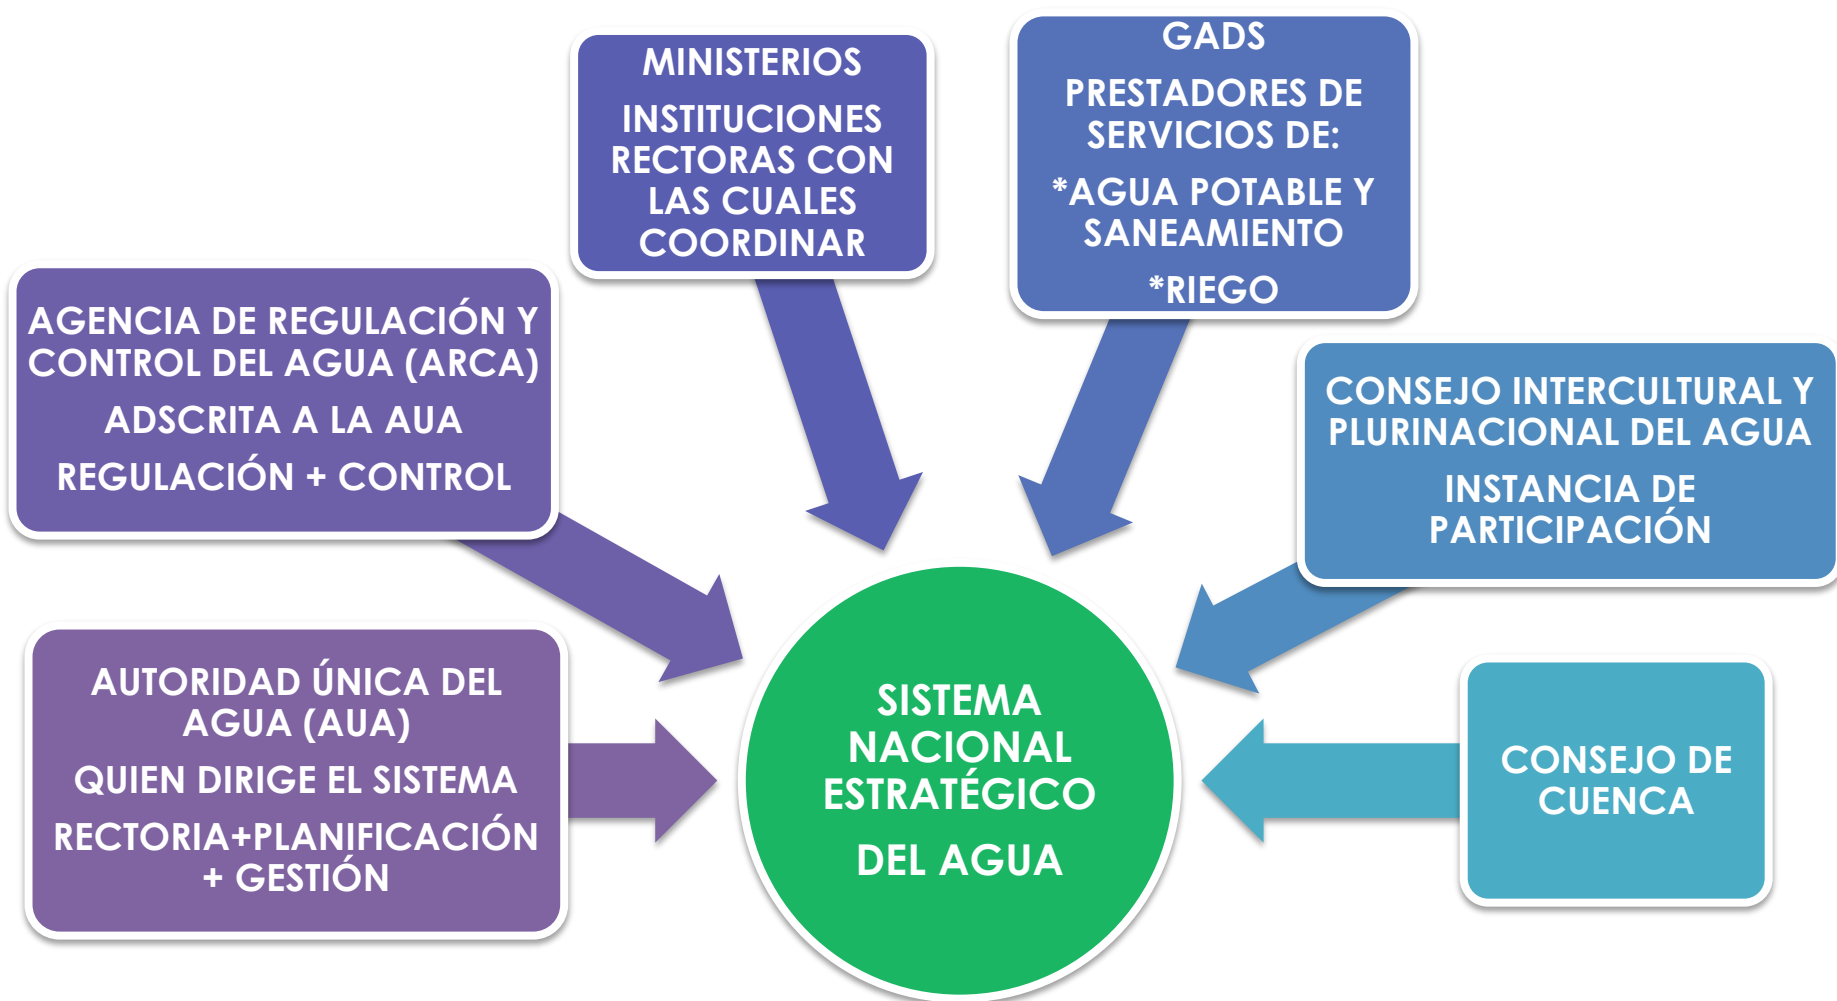 MINISTERIOS
INSTITUCIONES
RECTORAS CON
LAS CUALES
COORDINAR
GADS
PRESTADORES DE
SERVICIOS DE:
*AGUA POTABLE Y
SANEAMIENTO
*RIEGO
AGENCIA DE REGULACIÓN Y
CONTROL DEL AGUA (ARCA)
ADSCRITA A LA AUA
REGULACIÓN + CONTROL
CONSEJO INTERCULTURAL Y
PLURINACIONAL DEL AGUA
INSTANCIA DE
PARTICIPACIÓN
AUTORIDAD ÚNICA DEL
AGUA (AUA)
QUIEN DIRIGE EL SISTEMA
RECTORIA+PLANIFICACIÓN
+ GESTIÓN
SISTEMA
NACIONAL
ESTRATÉGICO
DEL AGUA
CONSEJO DE
CUENCA